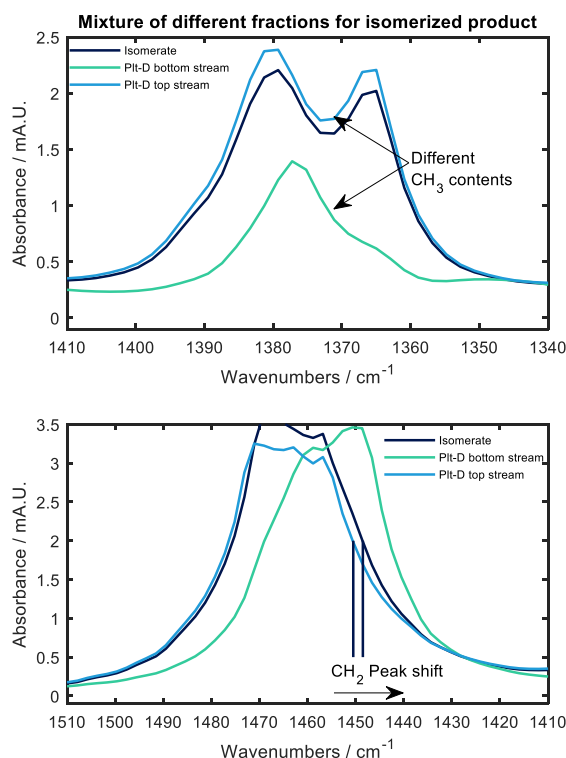 Mixture of different fractions for isomerized product
2.5
2
1.5
1
0.5
0
Absorbance / mA.U.
Isomerate
Plt-D bottom stream
Plt-D top stream
Different
CH3 contents
1410
1400
1390
1380
1370
1360
1350
1340
Wavenumbers / cm-1
3.5
3
2.5
2
1.5
1
0.5
0
Absorbance / mA.U.
Isomerate
Plt-D bottom stream
Plt-D top stream
CH2 Peak shift
1510
1500
1490
1480
1470
1460
1450
1440
1430
1420
1410
Wavenumbers / cm-1